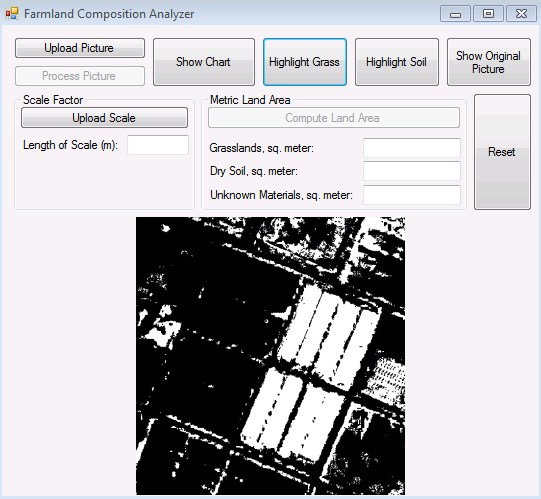 Farmland Composition Analyzer
Upload Picture
Process Picture
Show Chart
Highlight Grass
Highlight Soil
Show Original
Picture
Scale Factor
Upload Scale
Length of Scale (m):
Metric Land Area
Compute Land Area
Grasslands, sq. meter:
Dry Soil, sq. meter:
Unknown Materials, sq. meter:
Reset